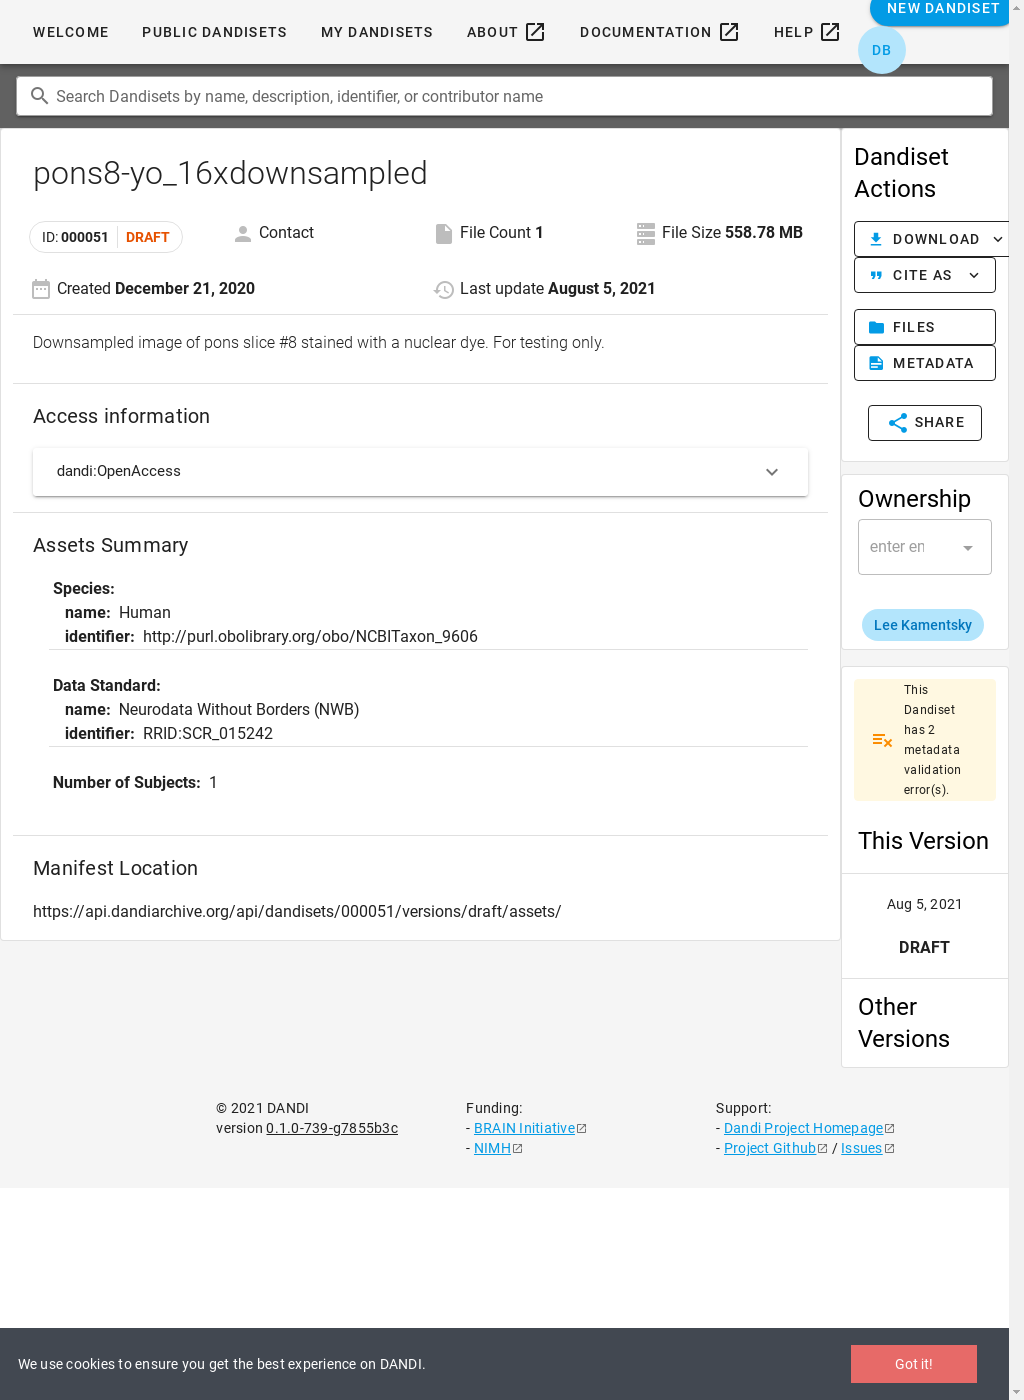 WELCOME PUBLIC DANDISETS MY DANDISETS ABOUT DOCUMENTATION HELP NEW DANDISET
DB
Search Dandisets by name, description, identifier, or contributor name
pons8-yo_16xdownsampled
ID: 000051 DRAFT Contact File Count 1 File Size 558.78 MB
Created December 21, 2020 Last update August 5, 2021
Downsampled image of pons slice #8 stained with a nuclear dye. For testing only.
Access information
dandi:OpenAccess
Assets Summary
Species:
name: Human
identifier: http://purl.obolibrary.org/obo/NCBITaxon_9606
Data Standard:
name: Neurodata Without Borders (NWB)
identifier: RRID:SCR_015242
Number of Subjects: 1
Manifest Location
https://api.dandiarchive.org/api/dandisets/000051/versions/draft/assets/
Dandiset
Actions
DOWNLOAD
CITE AS
FILES
METADATA
SHARE
Ownership
enter en
Lee Kamentsky
This
Dandiset
has 2
metadata
validation
error(s).
This Version
Aug 5, 2021
DRAFT
Other
Versions
© 2021 DANDI
version 0.1.0-739-g7855b3c
Funding:
- BRAIN Initiative
- NIMH
Support:
- Dandi Project Homepage
- Project Github / Issues
We use cookies to ensure you get the best experience on DANDI.
Got it!